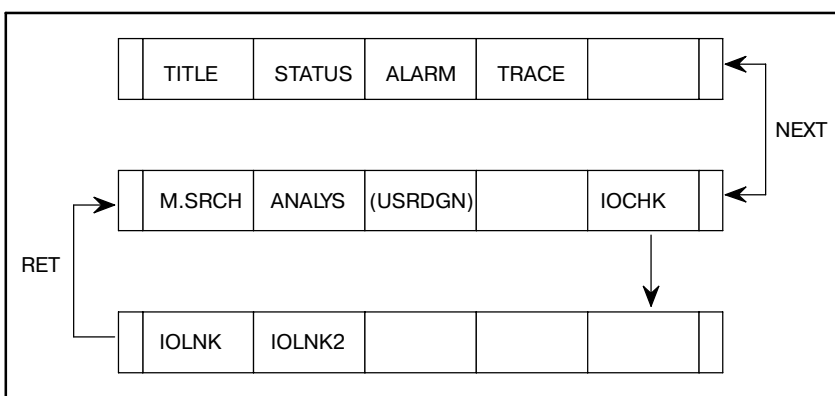 TITLE STATUS ALARM TRACE
NEXT
M.SRCH ANALYS (USRDGN) IOCHK
RET
IOLNK IOLNK2